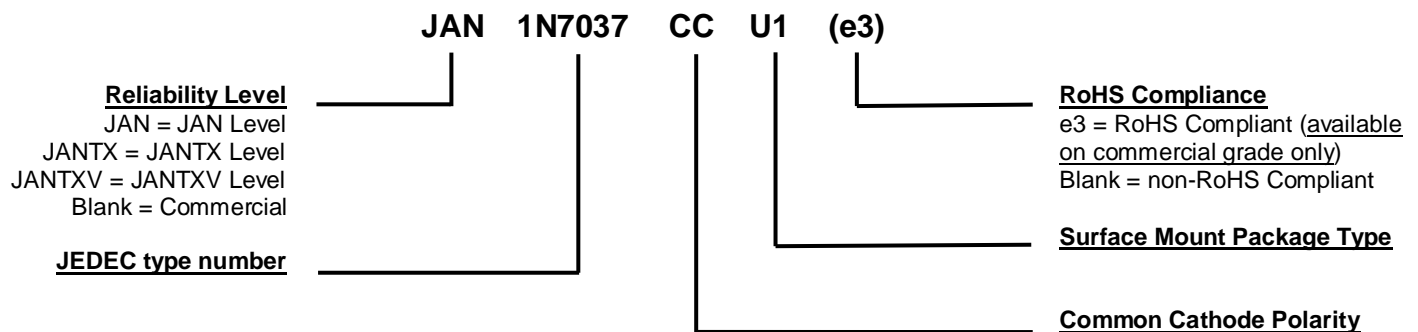 JAN 1N7037 CC U1 (e3)
Reliability Level
JAN = JAN Level
JANTX = JANTX Level
JANTXV = JANTXV Level
Blank = Commercial
JEDEC type number
RoHS Compliance
e3 = RoHS Compliant (available
on commercial grade only)
Blank = non-RoHS Compliant
Surface Mount Package Type
Common Cathode Polarity